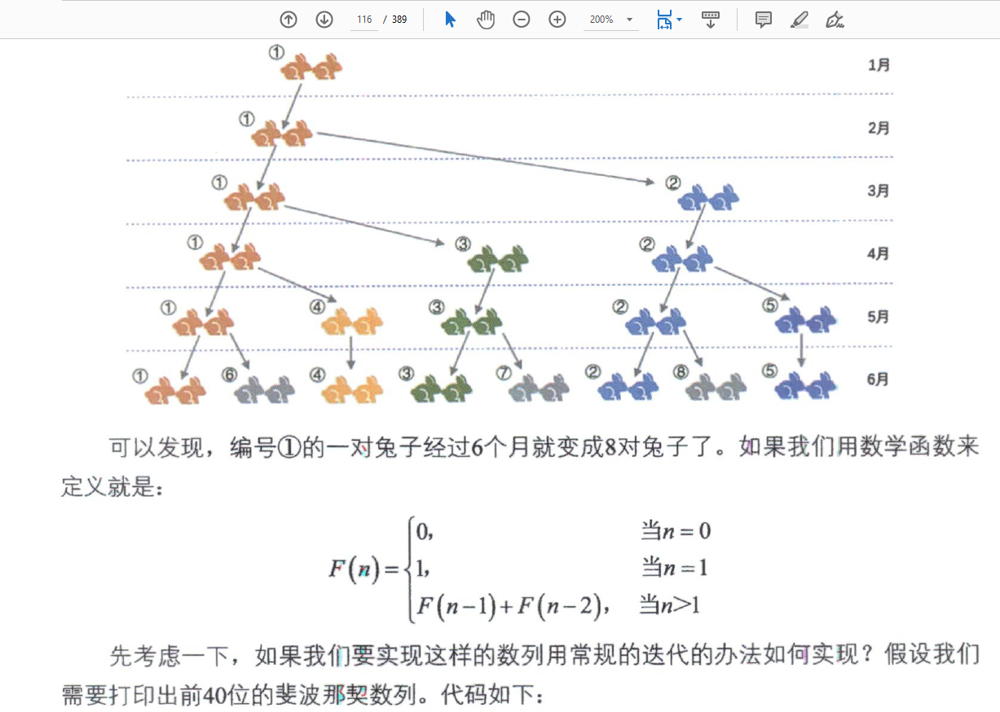 116 / 389 200%
① 1月
① 2月
① ② 3月
① ③ ② 4月
① ④ ③ ② ⑤ 5月
① ⑥ ④ ③ ⑦ ② ⑧ ⑤ 6月
可以发现，编号①的一对兔子经过6个月就变成8对兔子了。如果我们用数学函数来
定义就是：
0， 当n = 0
F(n) = { 1， 当n = 1
F(n−1) + F(n−2)， 当n>1
先考虑一下，如果我们要实现这样的数列用常规的迭代的办法如何实现？假设我们
需要打印出前40位的斐波那契数列。代码如下：